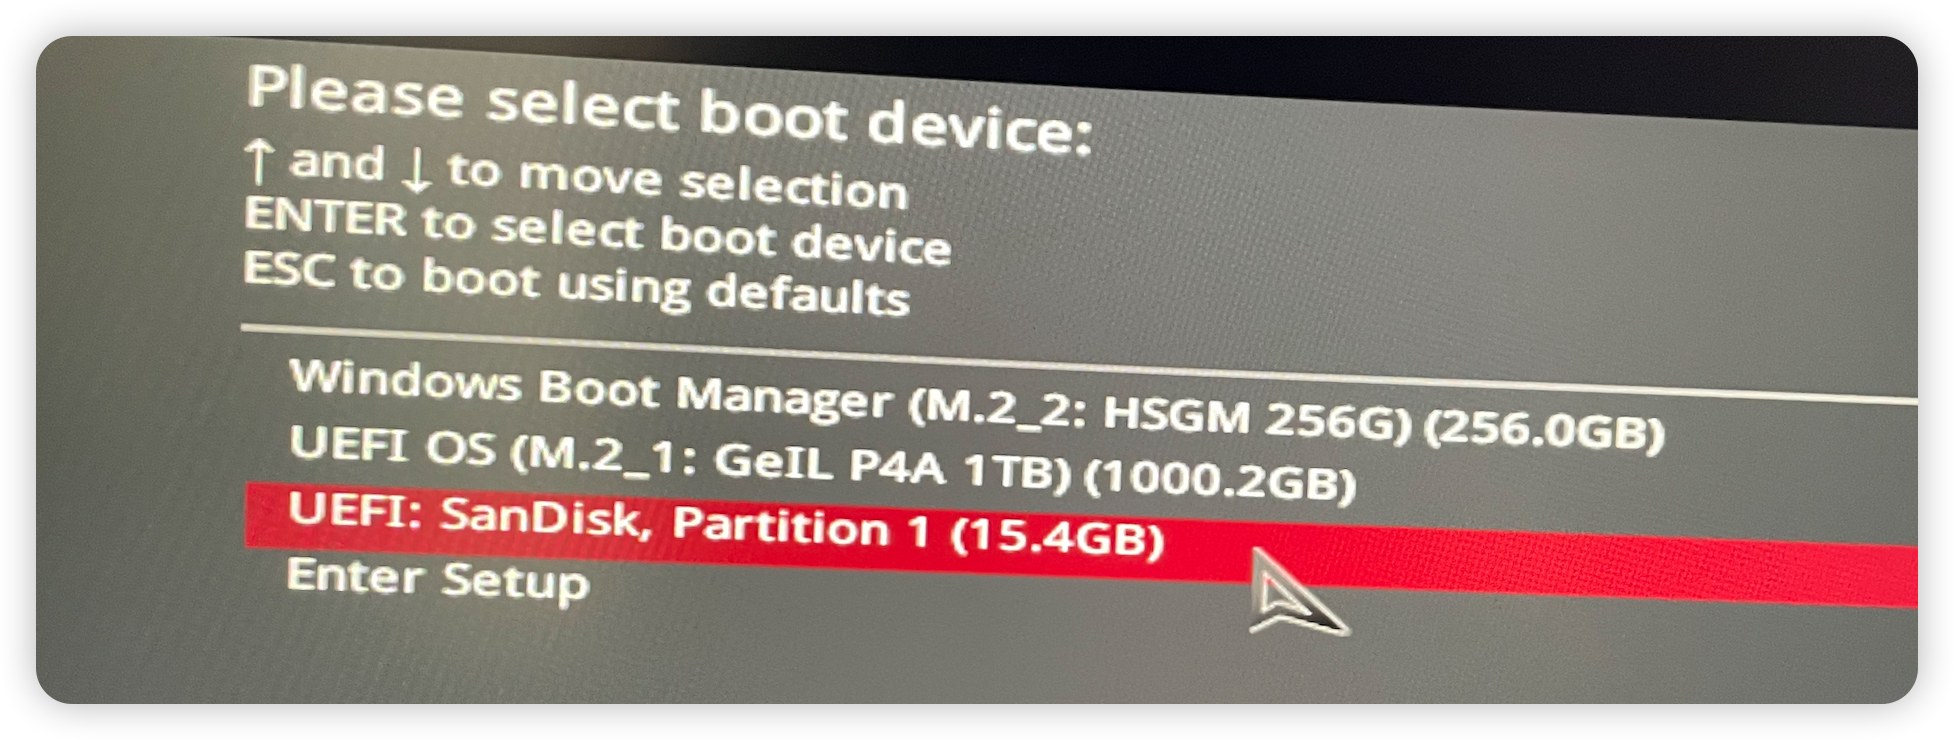 Please select boot device:
↑ and ↓ to move selection
ENTER to select boot device
ESC to boot using defaults
Windows Boot Manager (M.2_2: HSGM 256G) (256.0GB)
UEFI OS (M.2_1: GeIL P4A 1TB) (1000.2GB)
UEFI: SanDisk, Partition 1 (15.4GB)
Enter Setup